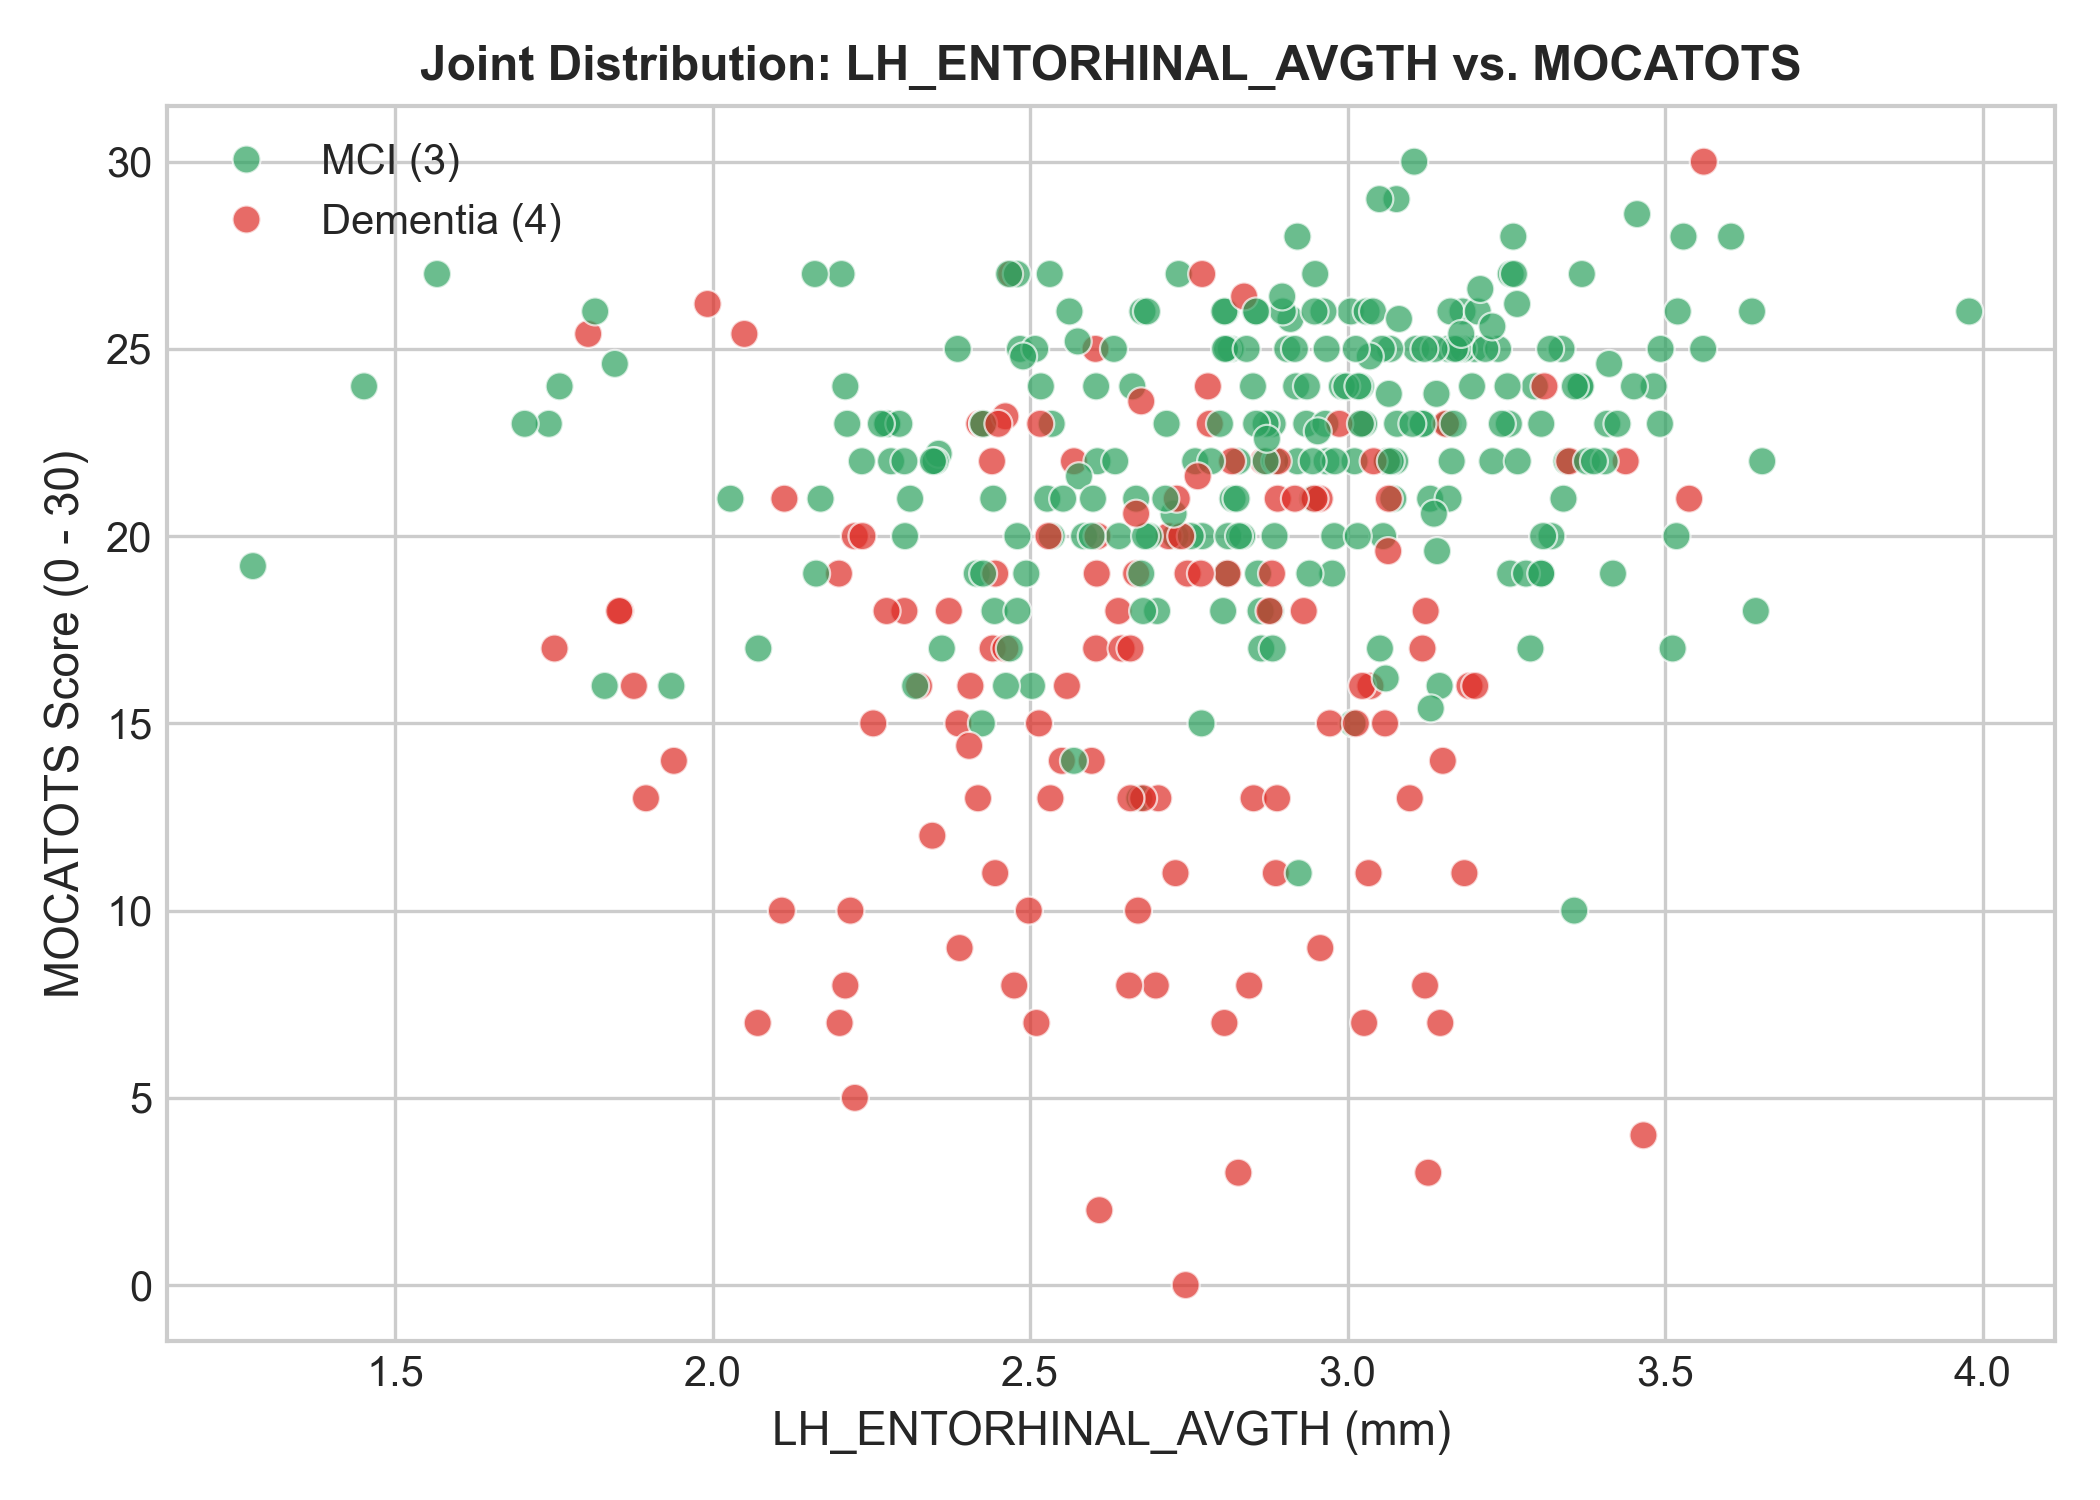 Joint Distribution: LH_ENTORHINAL_AVGTH vs. MOCATOTS
MCI (3)
Dementia (4)
30
25
20
15
10
5
0
MOCATOTS Score (0 - 30)
1.5 2.0 2.5 3.0 3.5 4.0
LH_ENTORHINAL_AVGTH (mm)